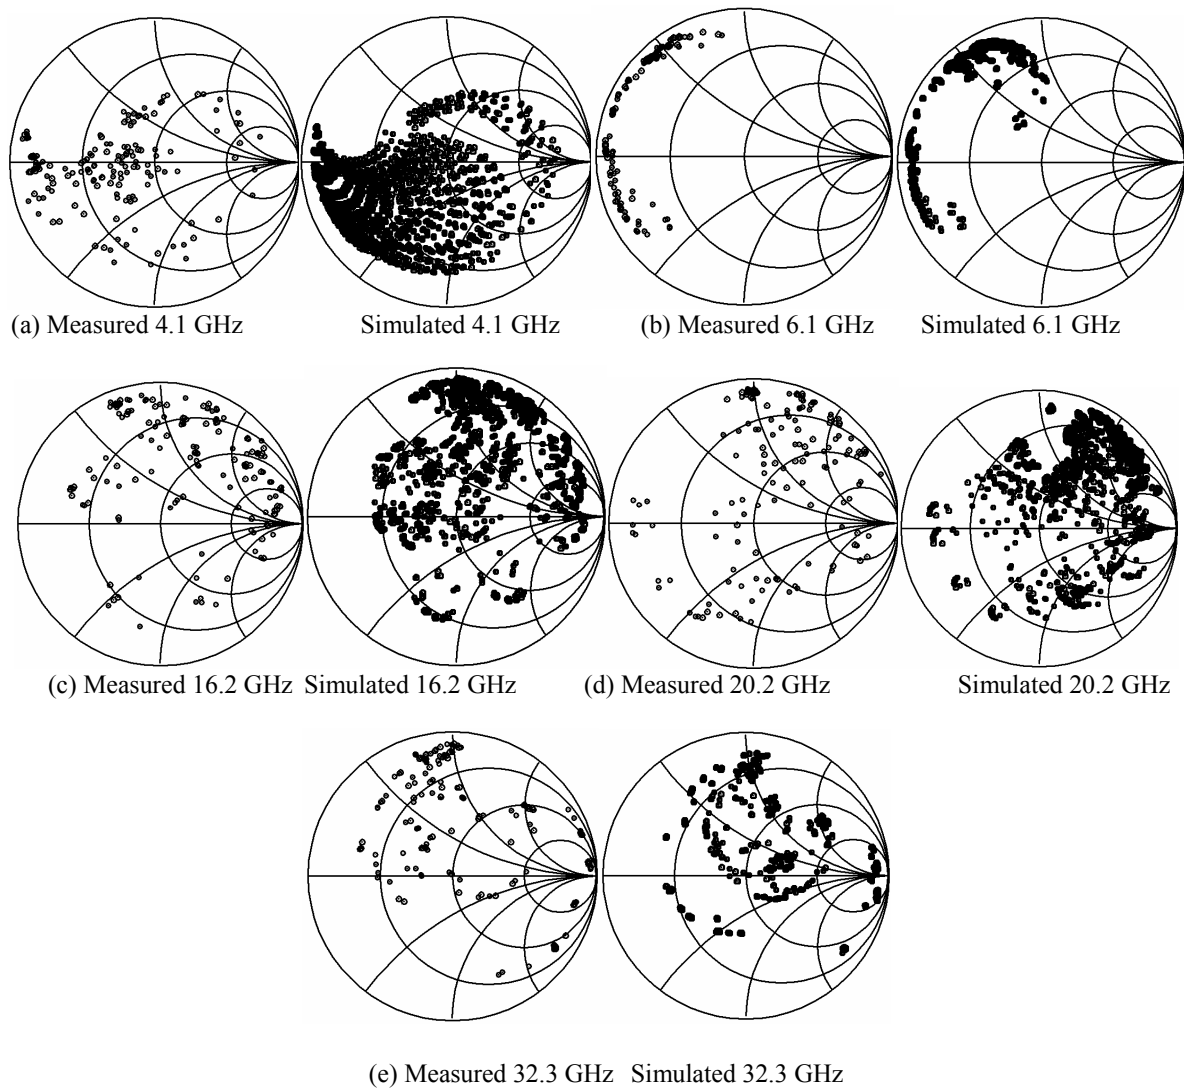 (a) Measured 4.1 GHz Simulated 4.1 GHz (b) Measured 6.1 GHz Simulated 6.1 GHz
(c) Measured 16.2 GHz Simulated 16.2 GHz (d) Measured 20.2 GHz Simulated 20.2 GHz
(e) Measured 32.3 GHz Simulated 32.3 GHz